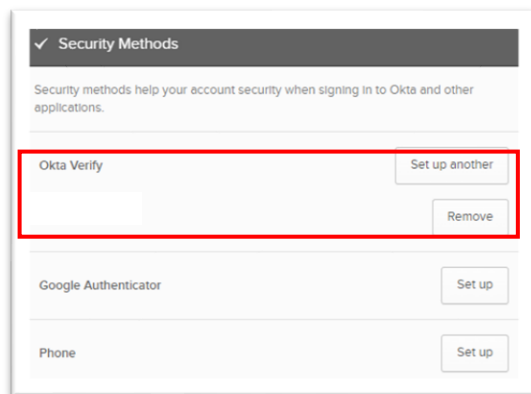 Security Methods
Security methods help your account security when signing in to Okta and other
applications.
Okta Verify
Set up another
Remove
Google Authenticator
Set up
Phone
Set up